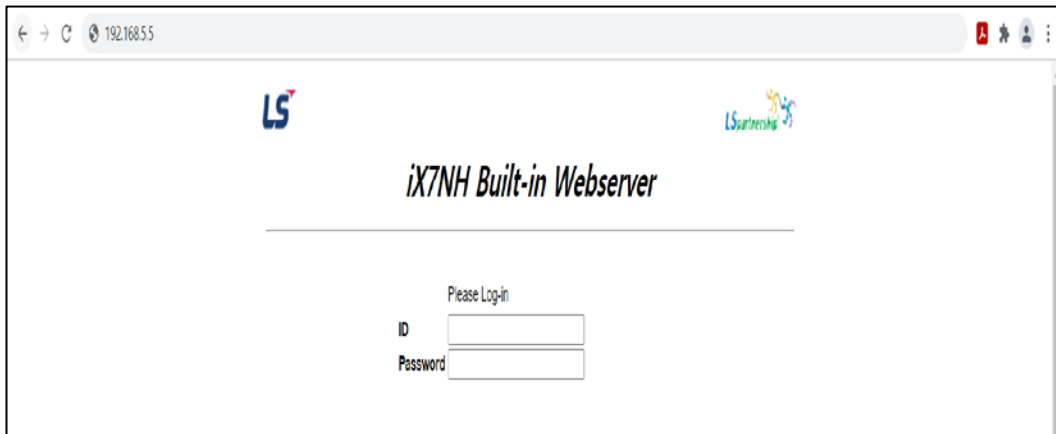 192.168.5.5
LS
LSpartnership
iX7NH Built-in Webserver
Please Log-in
ID
Password